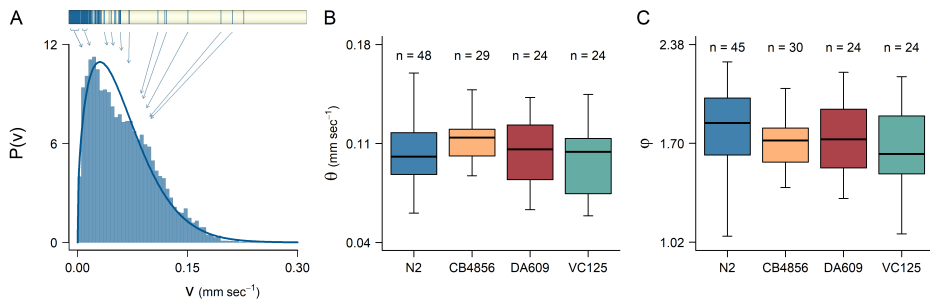 A
P(v)
12
6
0
0.00 0.15 0.30
v (mm sec⁻¹)
B
θ (mm sec⁻¹)
0.18
0.11
0.04
n = 48 n = 29 n = 24 n = 24
N2 CB4856 DA609 VC125
C
φ
2.38
1.70
1.02
n = 45 n = 30 n = 24 n = 24
N2 CB4856 DA609 VC125